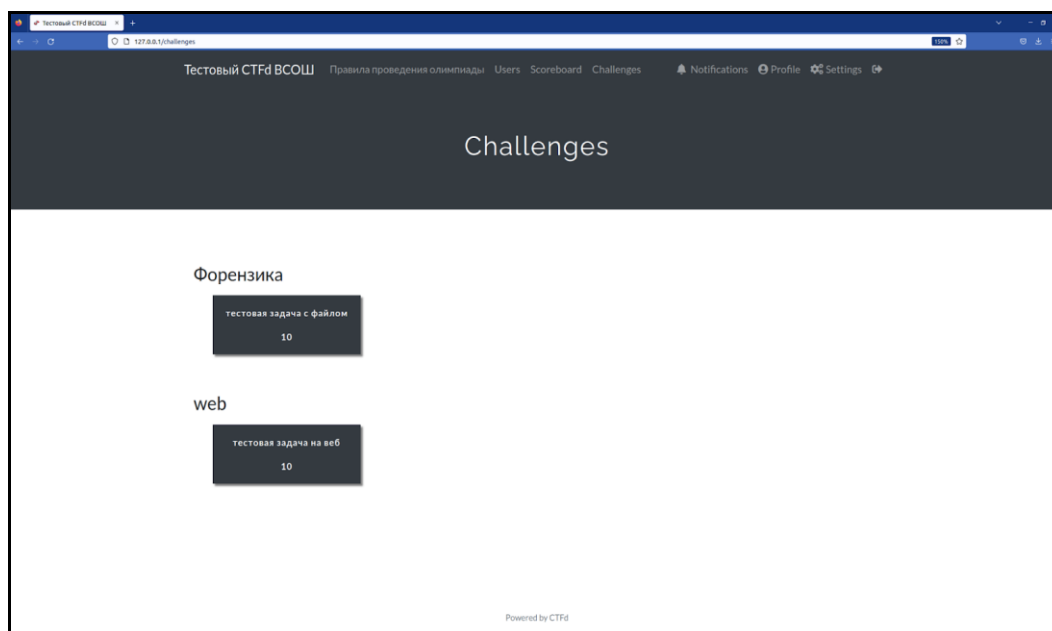 Тестовый CTFd ВСОШ
127.0.0.1/challenges 150%
Тестовый CTFd ВСОШ Правила проведения олимпиады Users Scoreboard Challenges Notifications Profile Settings
Challenges
Форензика
тестовая задача с файлом
10
web
тестовая задача на веб
10
Powered by CTFd